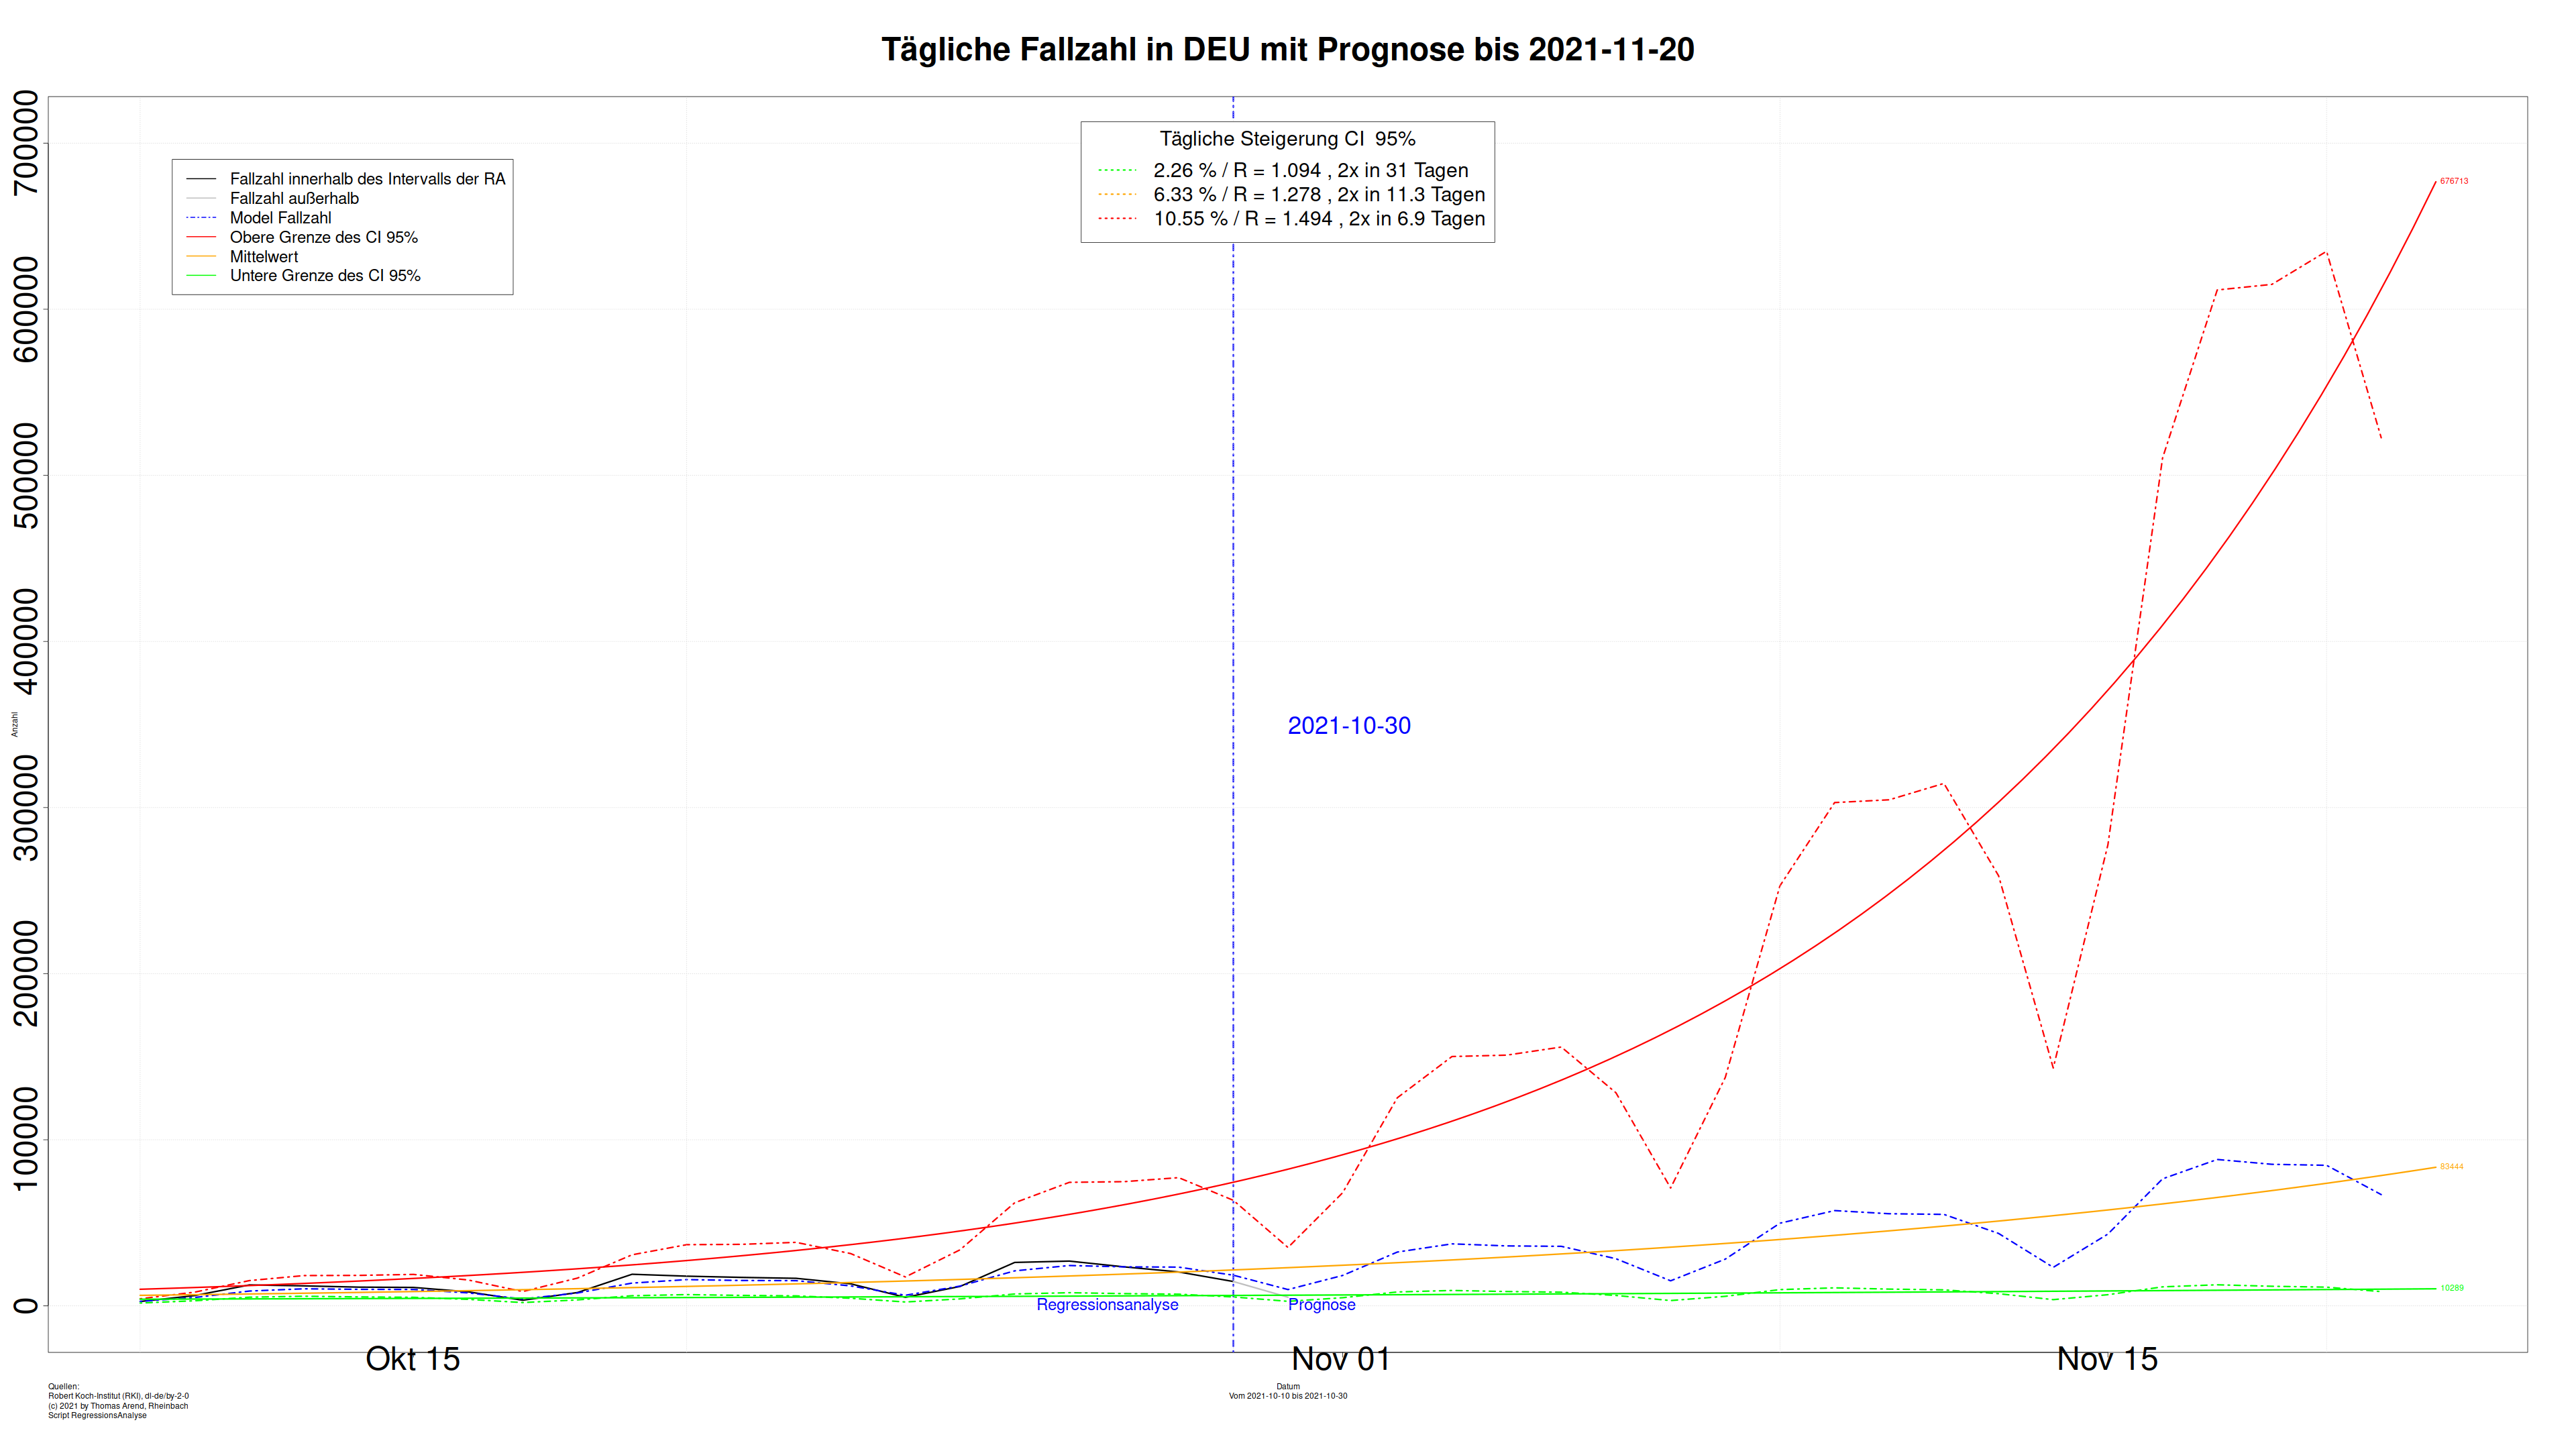 Tägliche Fallzahl in DEU mit Prognose bis 2021-11-20
700000
600000
500000
400000
300000
200000
100000
0
Anzahl
Fallzahl innerhalb des Intervalls der RA
Fallzahl außerhalb
Model Fallzahl
Obere Grenze des CI 95%
Mittelwert
Untere Grenze des CI 95%
Tägliche Steigerung CI 95%
2.26 % / R = 1.094 , 2x in 31 Tagen
6.33 % / R = 1.278 , 2x in 11.3 Tagen
10.55 % / R = 1.494 , 2x in 6.9 Tagen
676713
2021-10-30
83444
10289
Regressionsanalyse
Prognose
Okt 15
Nov 01
Nov 15
Datum
Vom 2021-10-10 bis 2021-10-30
Quellen:
Robert Koch-Institut (RKI), dl-de/by-2-0
(c) 2021 by Thomas Arend, Rheinbach
Script RegressionsAnalyse